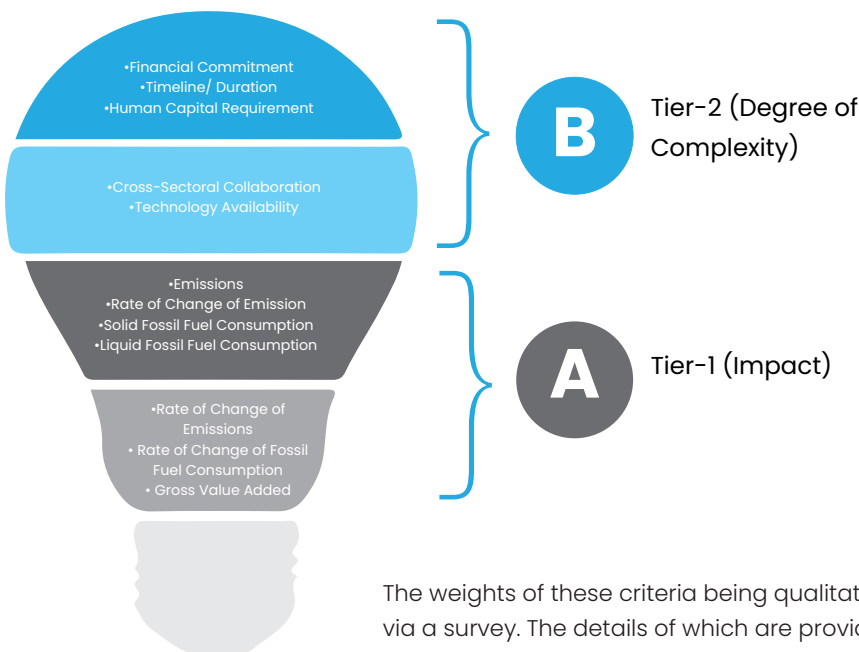 •Financial Commitment
•Timeline/ Duration
•Human Capital Requirement
•Cross-Sectoral Collaboration
•Technology Availability
B
Tier-2 (Degree of
Complexity)
•Emissions
•Rate of Change of Emission
•Solid Fossil Fuel Consumption
•Liquid Fossil Fuel Consumption
A
Tier-1 (Impact)
•Rate of Change of
Emissions
• Rate of Change of Fossil
Fuel Consumption
• Gross Value Added
The weights of these criteria being
via a survey. The details of which are